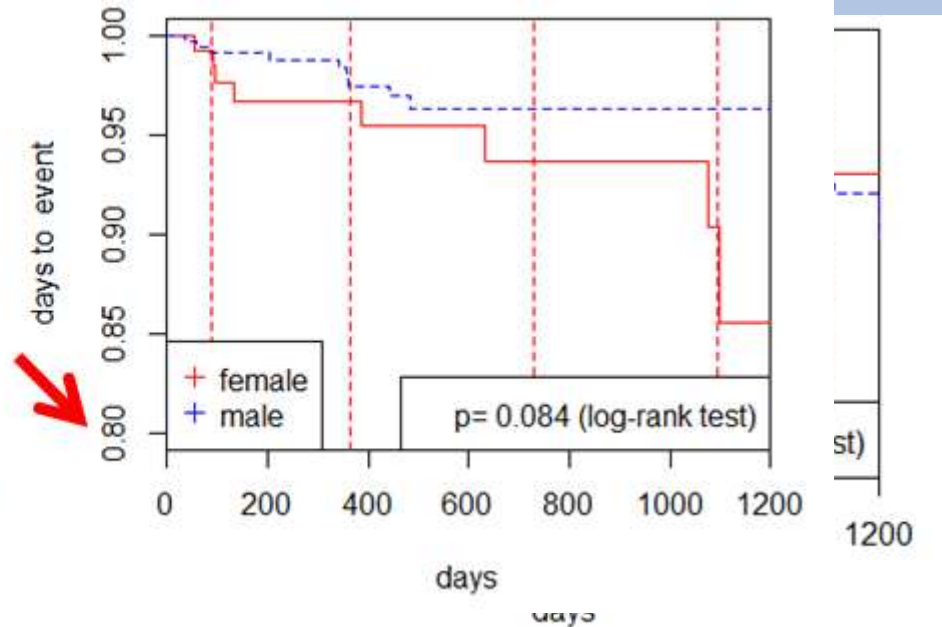 days to event
1.00
0.95
0.90
0.85
0.80
female
male
p= 0.084 (log-rank test)
st)
0 200 400 600 800 1000 1200
1200
days
days